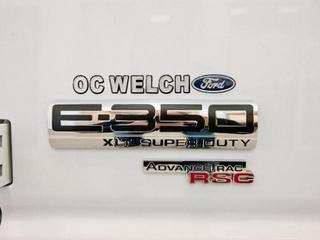 OC WELCH Ford
E-350
XLT SUPER DUTY
ADVANCETRAC
RSC